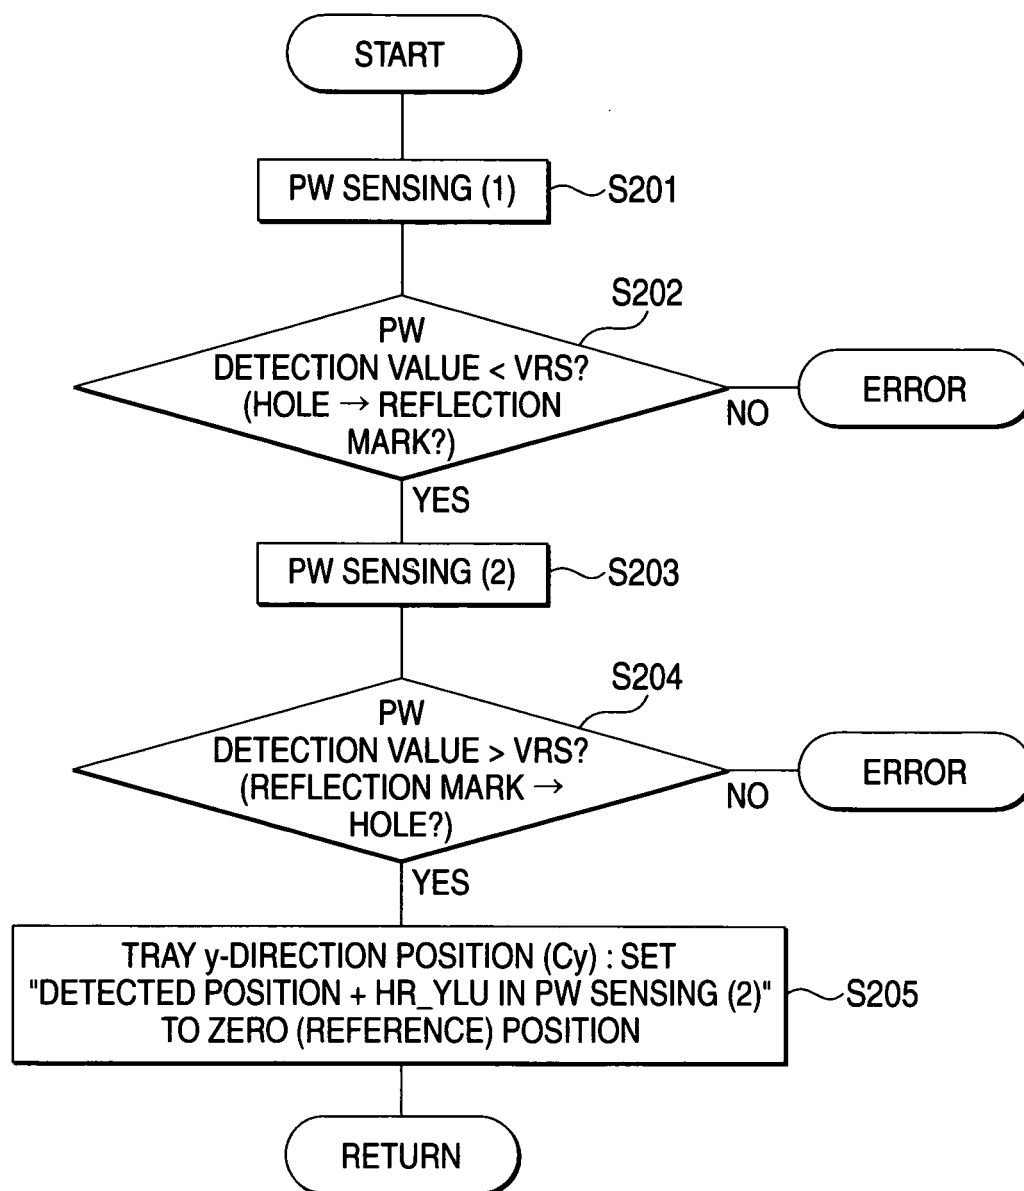 START
PW SENSING (1)
S201
S202
PW
DETECTION VALUE < VRS?
(HOLE → REFLECTION
MARK?)
NO
ERROR
YES
PW SENSING (2)
S203
S204
PW
DETECTION VALUE > VRS?
(REFLECTION MARK →
HOLE?)
NO
ERROR
YES
TRAY y-DIRECTION POSITION (Cy) : SET
"DETECTED POSITION + HR_YLU IN PW SENSING (2)"
TO ZERO (REFERENCE) POSITION
S205
RETURN